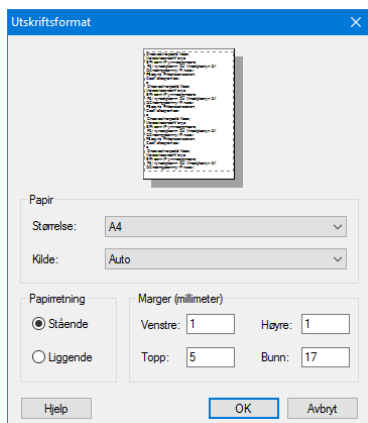 Utskriftsformat
Papir
Størrelse: A4
Kilde: Auto
Papirretning
Stående
Liggende
Marger (millimeter)
Venstre: 1 Høyre: 1
Topp: 5 Bunn: 17
Hjelp OK Avbryt